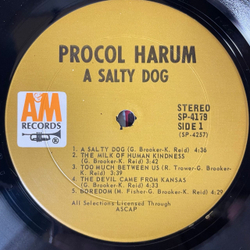 PROCOL HARUM
A SALTY DOG
AM
RECORDS
STEREO
SP-4179
SIDE 1
(SP-4257)
1. A SALTY DOG (G. Brooker-K. Reid) 4:36
2. THE MILK OF HUMAN KINDNESS
(G. Brooker-K. Reid) 3:44
3. TOO MUCH BETWEEN US (R. Trower-G. Brooker-
K. Reid) 3:40
4. THE DEVIL CAME FROM KANSAS
(G. Brooker-K. Reid) 4:33
5. BOREDOM (M. Fisher-G. Brooker-K. Reid) 4:29
All Selections Licensed Through
ASCAP